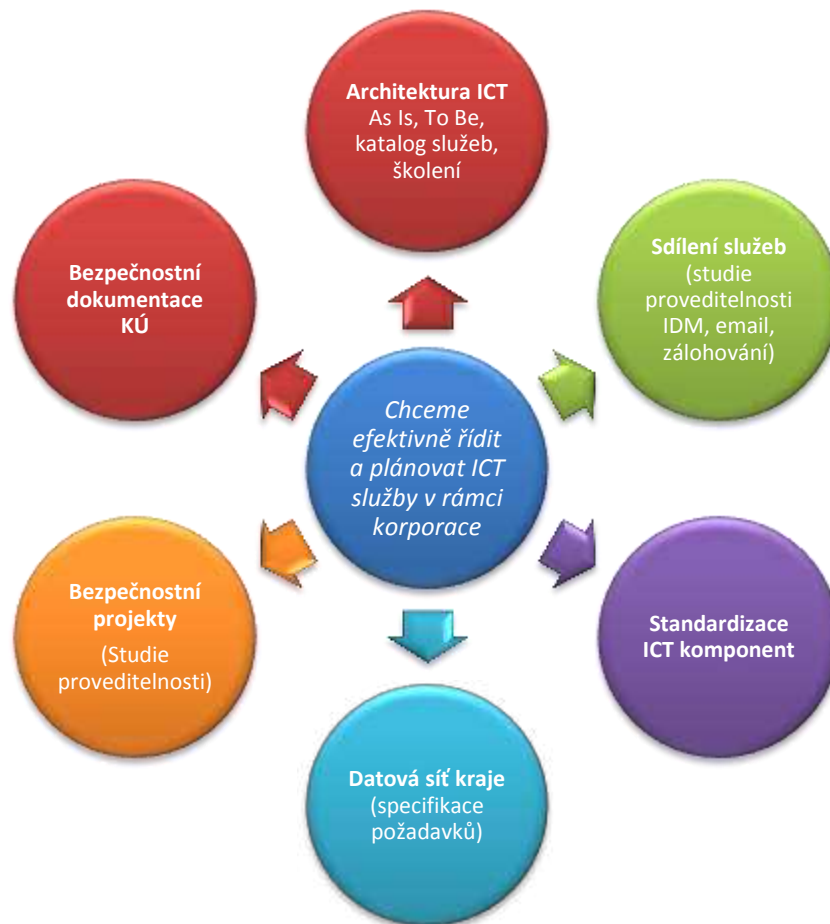 Architektura ICT
As Is, To Be,
katalog služeb,
školení
Sdílení služeb
(studie
proveditelnosti
IDM, email,
zálohování)
Bezpečnostní
dokumentace
KÚ
Chceme
efektivně řídit
a plánovat ICT
služby v rámci
korporace
Bezpečnostní
projekty
(Studie
proveditelnosti)
Standardizace
ICT komponent
Datová síť kraje
(specifikace
požadavků)